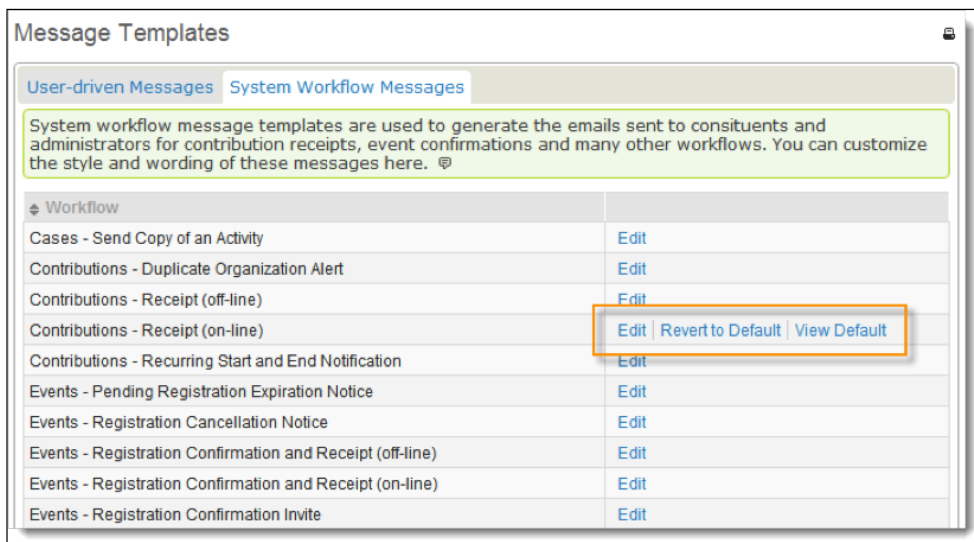 Message Templates
User-driven Messages System Workflow Messages
System workflow message templates are used to generate the emails sent to consituents and
administrators for contribution receipts, event confirmations and many other workflows. You can customize
the style and wording of these messages here.
Workflow
Cases - Send Copy of an Activity Edit
Contributions - Duplicate Organization Alert Edit
Contributions - Receipt (off-line) Edit
Contributions - Receipt (on-line) Edit | Revert to Default | View Default
Contributions - Recurring Start and End Notification Edit
Events - Pending Registration Expiration Notice Edit
Events - Registration Cancellation Notice Edit
Events - Registration Confirmation and Receipt (off-line) Edit
Events - Registration Confirmation and Receipt (on-line) Edit
Events - Registration Confirmation Invite Edit